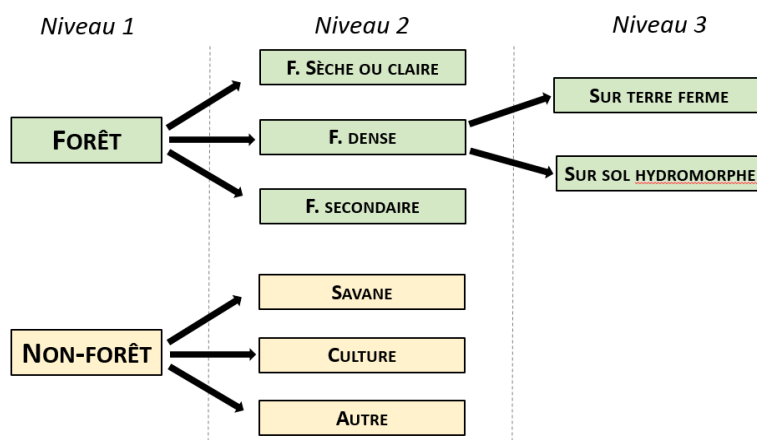 Niveau 1
Niveau 2
Niveau 3
FORÊT
F. SÈCHE OU CLAIRE
F. DENSE
F. SECONDAIRE
SUR TERRE FERME
SUR SOL HYDROMORPHE
NON-FORÊT
SAVANE
CULTURE
AUTRE